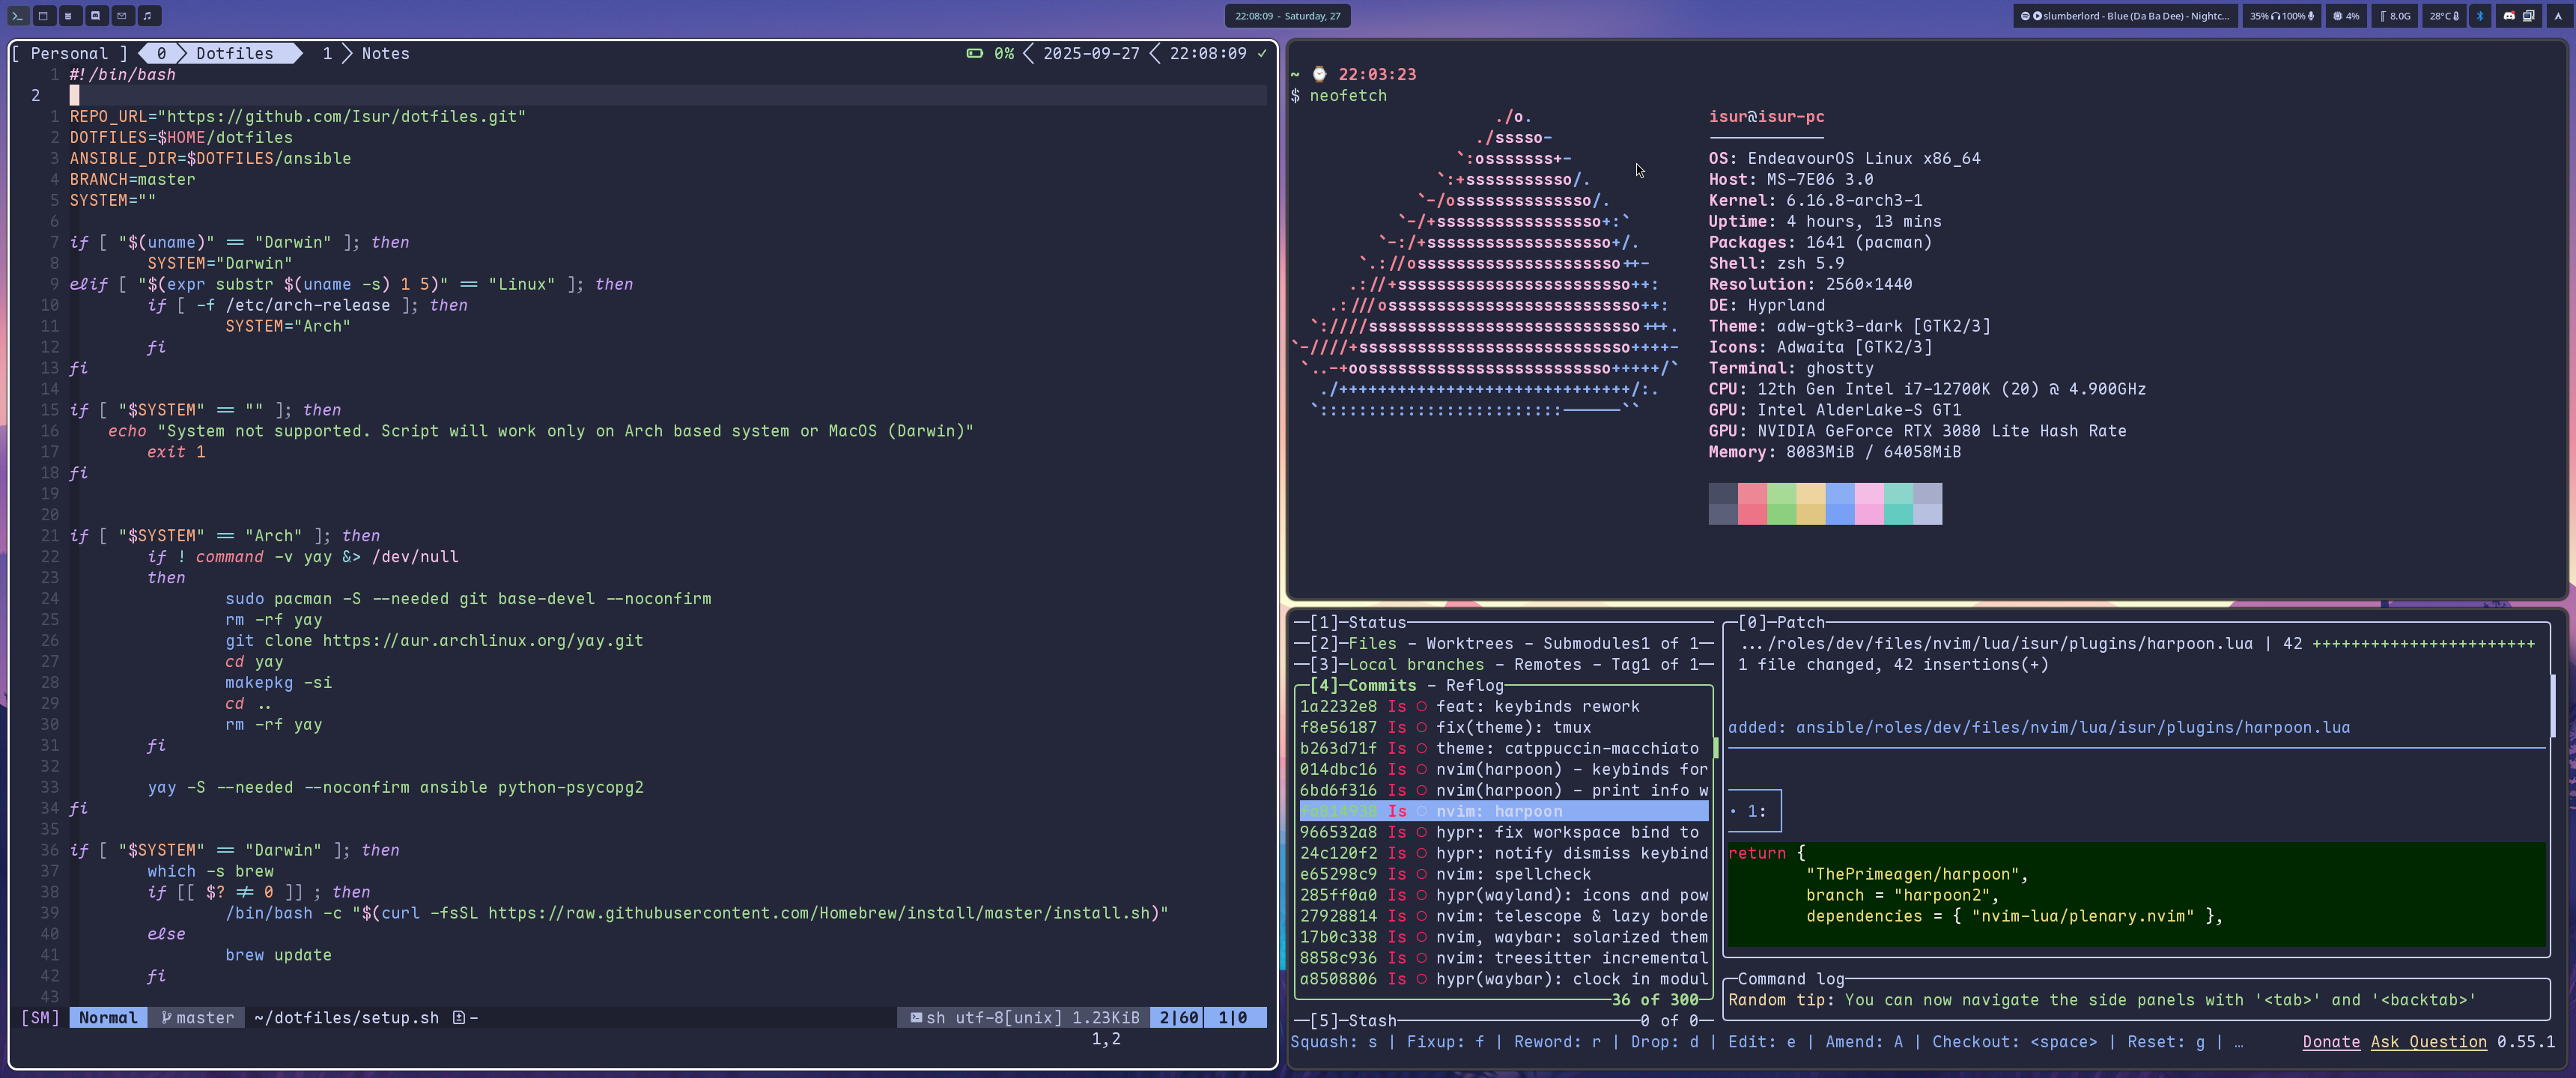 22:08:09 - Saturday, 27
slumberlord - Blue (Da Ba Dee) - Nightc...
35% 100%
4%
8.0G
28°C
[ Personal ] 0 Dotfiles 1 Notes
0% 2025-09-27 22:08:09 ✓
1 #!/bin/bash
2
1 REPO_URL="https://github.com/Isur/dotfiles.git"
2 DOTFILES=$HOME/dotfiles
3 ANSIBLE_DIR=$DOTFILES/ansible
4 BRANCH=master
5 SYSTEM=""
6
7 if [ "$(uname)" == "Darwin" ]; then
8 SYSTEM="Darwin"
9 elif [ "$(expr substr $(uname -s) 1 5)" == "Linux" ]; then
10 if [ -f /etc/arch-release ]; then
11 SYSTEM="Arch"
12 fi
13 fi
14
15 if [ "$SYSTEM" == "" ]; then
16 echo "System not supported. Script will work only on Arch based system or MacOS (Darwin)"
17 exit 1
18 fi
19
20
21 if [ "$SYSTEM" == "Arch" ]; then
22 if ! command -v yay &> /dev/null
23 then
24 sudo pacman -S --needed git base-devel --noconfirm
25 rm -rf yay
26 git clone https://aur.archlinux.org/yay.git
27 cd yay
28 makepkg -si
29 cd ..
30 rm -rf yay
31 fi
32
33 yay -S --needed --noconfirm ansible python-psycopg2
34 fi
35
36 if [ "$SYSTEM" == "Darwin" ]; then
37 which -s brew
38 if [[ $? != 0 ]] ; then
39 /bin/bash -c "$(curl -fsSL https://raw.githubusercontent.com/Homebrew/install/master/install.sh)"
40 else
41 brew update
42 fi
43
[SM] Normal master ~/dotfiles/setup.sh - sh utf-8[unix] 1.23KiB 2|60 1|0
1,2
~ ⌚ 22:03:23
$ neofetch
./o.
./sssso-
`:osssssss+-
`:+sssssssssso/.
`-/ossssssssssssso/.
`-/+sssssssssssssssso+:`
`-:/+sssssssssssssssssso+/.
`.://osssssssssssssssssssso++-
.://+ssssssssssssssssssssssso++:
.:///ossssssssssssssssssssssssso++:
`:////ssssssssssssssssssssssssssso+++.
`-////+ssssssssssssssssssssssssssso++++-
`..-+oosssssssssssssssssssssssso+++++/`
./++++++++++++++++++++++++++++++/:.
`:::::::::::::::::::::::::------``
isur@isur-pc
------------
OS: EndeavourOS Linux x86_64
Host: MS-7E06 3.0
Kernel: 6.16.8-arch3-1
Uptime: 4 hours, 13 mins
Packages: 1641 (pacman)
Shell: zsh 5.9
Resolution: 2560x1440
DE: Hyprland
Theme: adw-gtk3-dark [GTK2/3]
Icons: Adwaita [GTK2/3]
Terminal: ghostty
CPU: 12th Gen Intel i7-12700K (20) @ 4.900GHz
GPU: Intel AlderLake-S GT1
GPU: NVIDIA GeForce RTX 3080 Lite Hash Rate
Memory: 8083MiB / 64058MiB
[1]-Status
[2]-Files - Worktrees - Submodules1 of 1
[3]-Local branches - Remotes - Tag1 of 1
[4]-Commits - Reflog
1a2232e8 Is ○ feat: keybinds rework
f8e56187 Is ○ fix(theme): tmux
b263d71f Is ○ theme: catppuccin-macchiato
014dbc16 Is ○ nvim(harpoon) - keybinds for
6bd6f316 Is ○ nvim(harpoon) - print info w
Is ○ nvim: harpoon
966532a8 Is ○ hypr: fix workspace bind to
24c120f2 Is ○ hypr: notify dismiss keybind
e65298c9 Is ○ nvim: spellcheck
285ff0a0 Is ○ hypr(wayland): icons and pow
27928814 Is ○ nvim: telescope & lazy borde
17b0c338 Is ○ nvim, waybar: solarized them
8858c936 Is ○ nvim: treesitter incremental
a8508806 Is ○ hypr(waybar): clock in modul
36 of 300
[5]-Stash 0 of 0
[0]-Patch
.../roles/dev/files/nvim/lua/isur/plugins/harpoon.lua | 42 +++++++++++++++++++++++
1 file changed, 42 insertions(+)
added: ansible/roles/dev/files/nvim/lua/isur/plugins/harpoon.lua
• 1:
return {
"ThePrimeagen/harpoon",
branch = "harpoon2",
dependencies = { "nvim-lua/plenary.nvim" },
Command log
Random tip: You can now navigate the side panels with '<tab>' and '<backtab>'
Squash: s | Fixup: f | Reword: r | Drop: d | Edit: e | Amend: A | Checkout: <space> | Reset: g | … Donate Ask Question 0.55.1